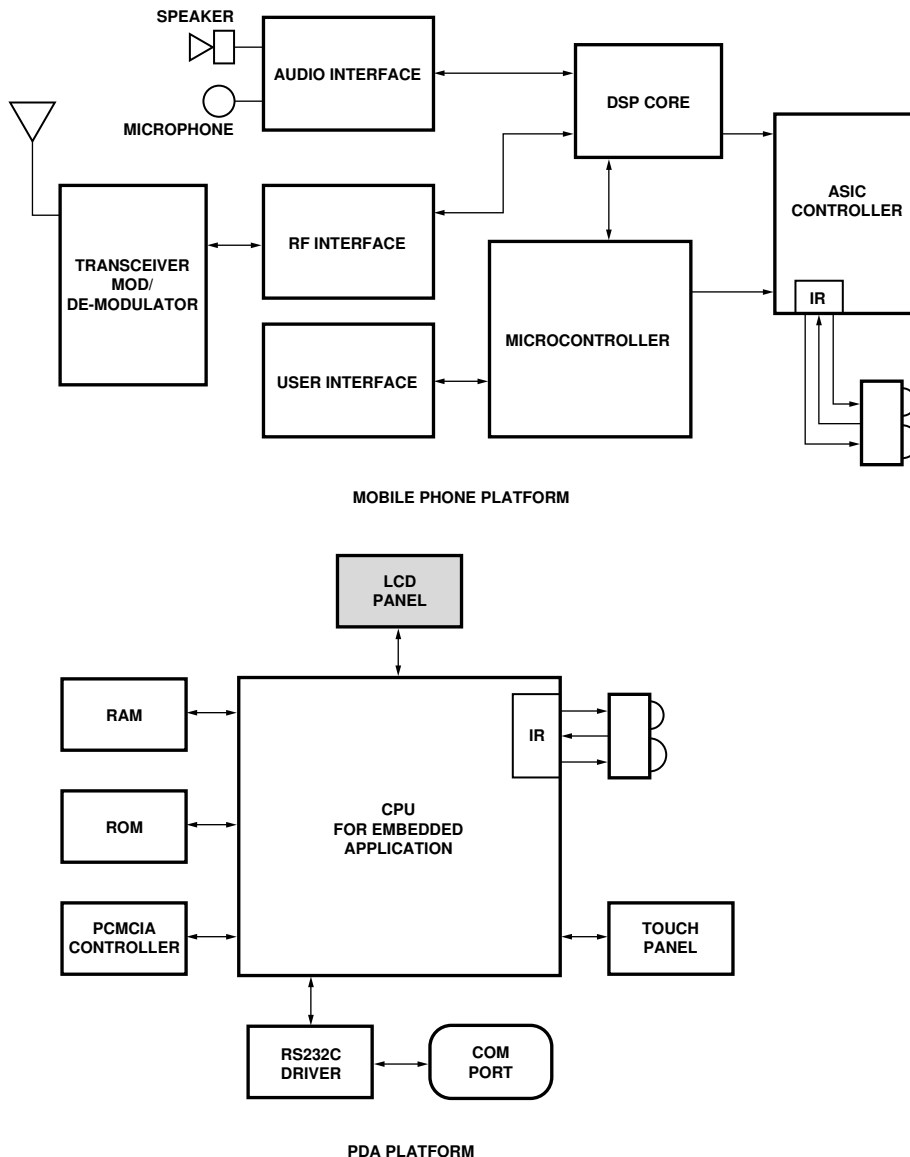 SPEAKER
AUDIO INTERFACE
MICROPHONE
DSP CORE
ASIC
CONTROLLER
TRANSCEIVER
MOD/
DE-MODULATOR
RF INTERFACE
MICROCONTROLLER
IR
USER INTERFACE
MOBILE PHONE PLATFORM
LCD
PANEL
RAM
IR
ROM
CPU
FOR EMBEDDED
APPLICATION
PCMCIA
CONTROLLER
TOUCH
PANEL
RS232C
DRIVER
COM
PORT
PDA PLATFORM